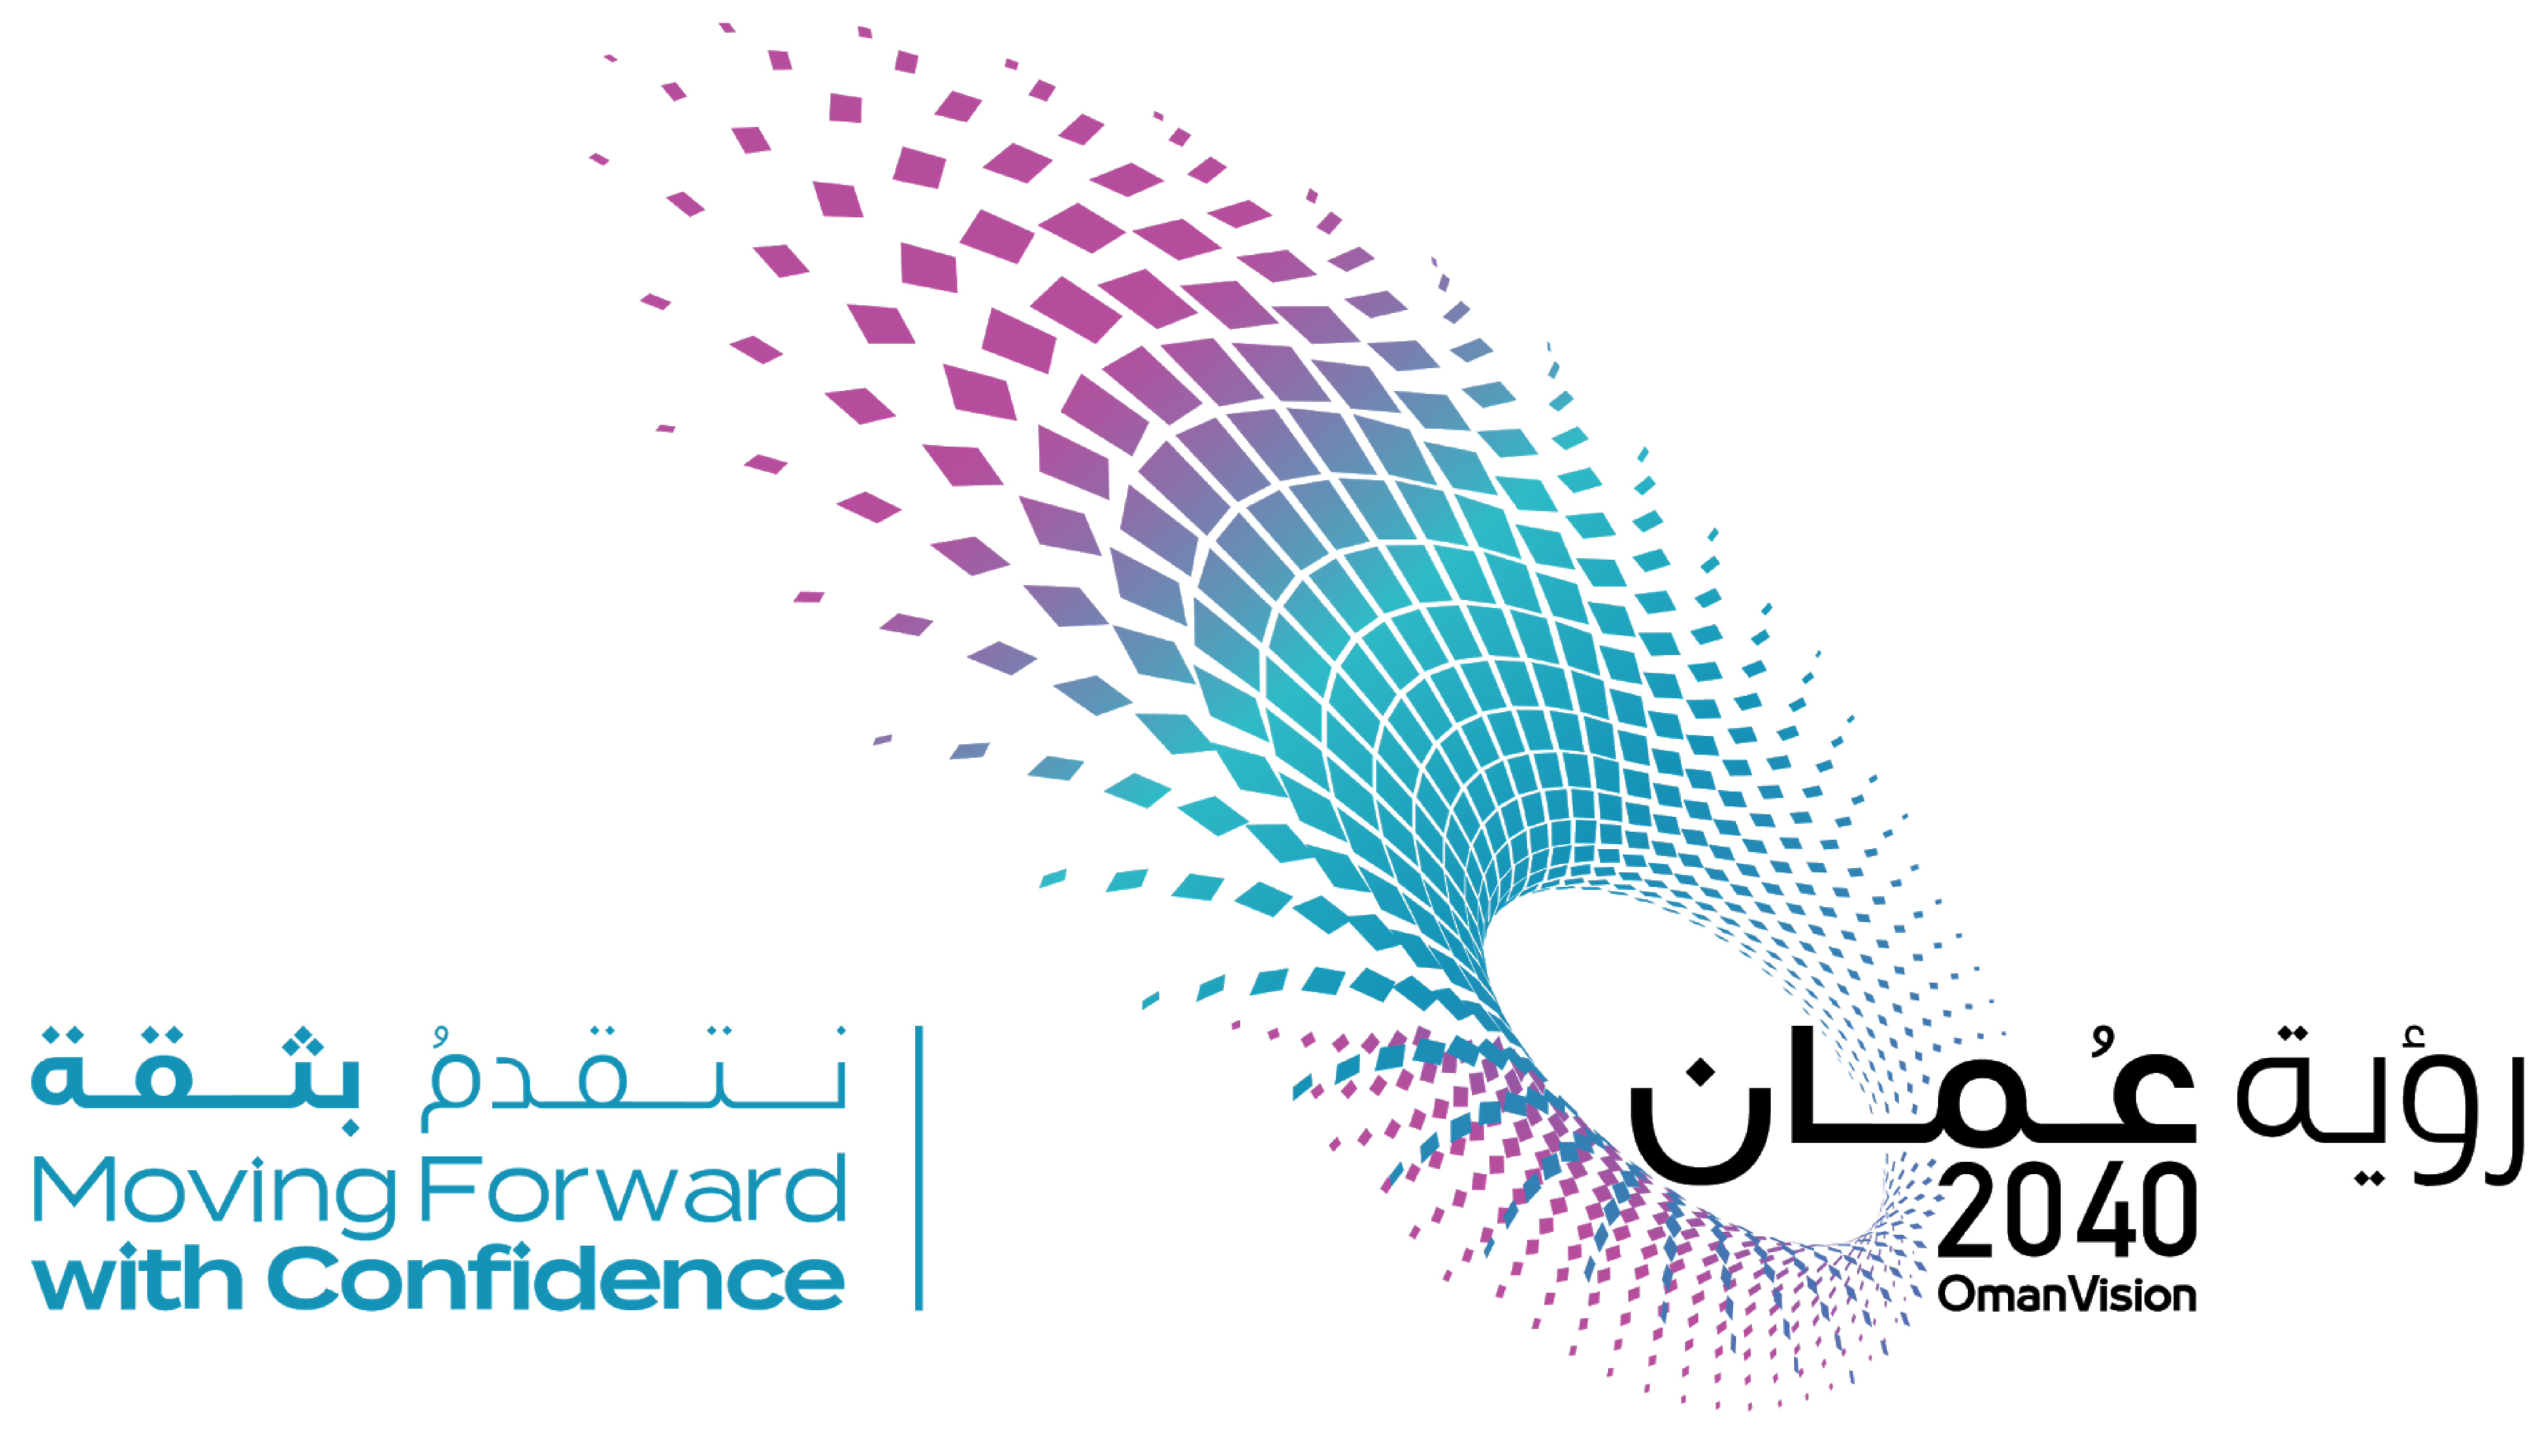 رؤية عُمان
2040
OmanVision
نتقدمُ بثقة
Moving Forward
with Confidence